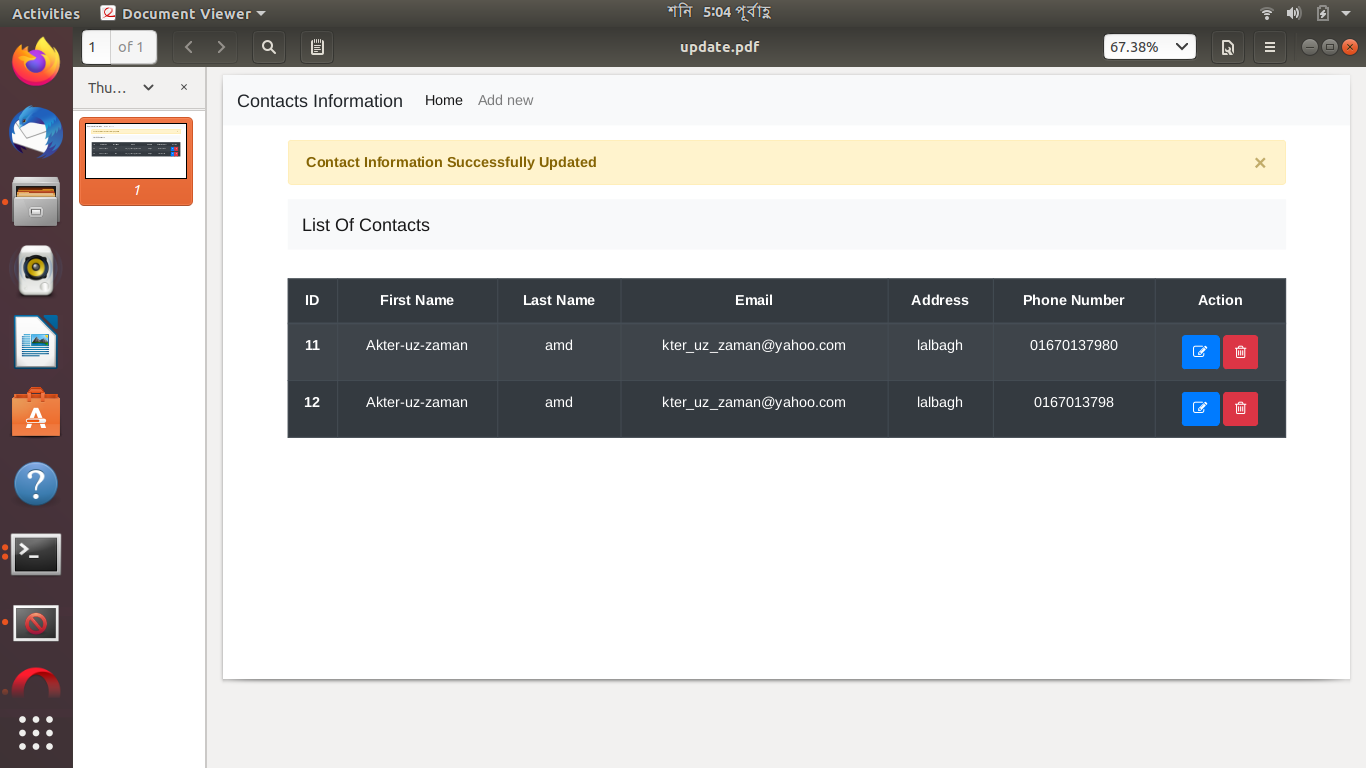 Activities Document Viewer শনি 5:04 পূর্বাহ্ণ
1 of 1 update.pdf 67.38%
Thu... ×
1
Contacts Information Home Add new
Contact Information Successfully Updated ×
List Of Contacts
ID First Name Last Name Email Address Phone Number Action
11 Akter-uz-zaman amd kter_uz_zaman@yahoo.com lalbagh 01670137980
12 Akter-uz-zaman amd kter_uz_zaman@yahoo.com lalbagh 0167013798